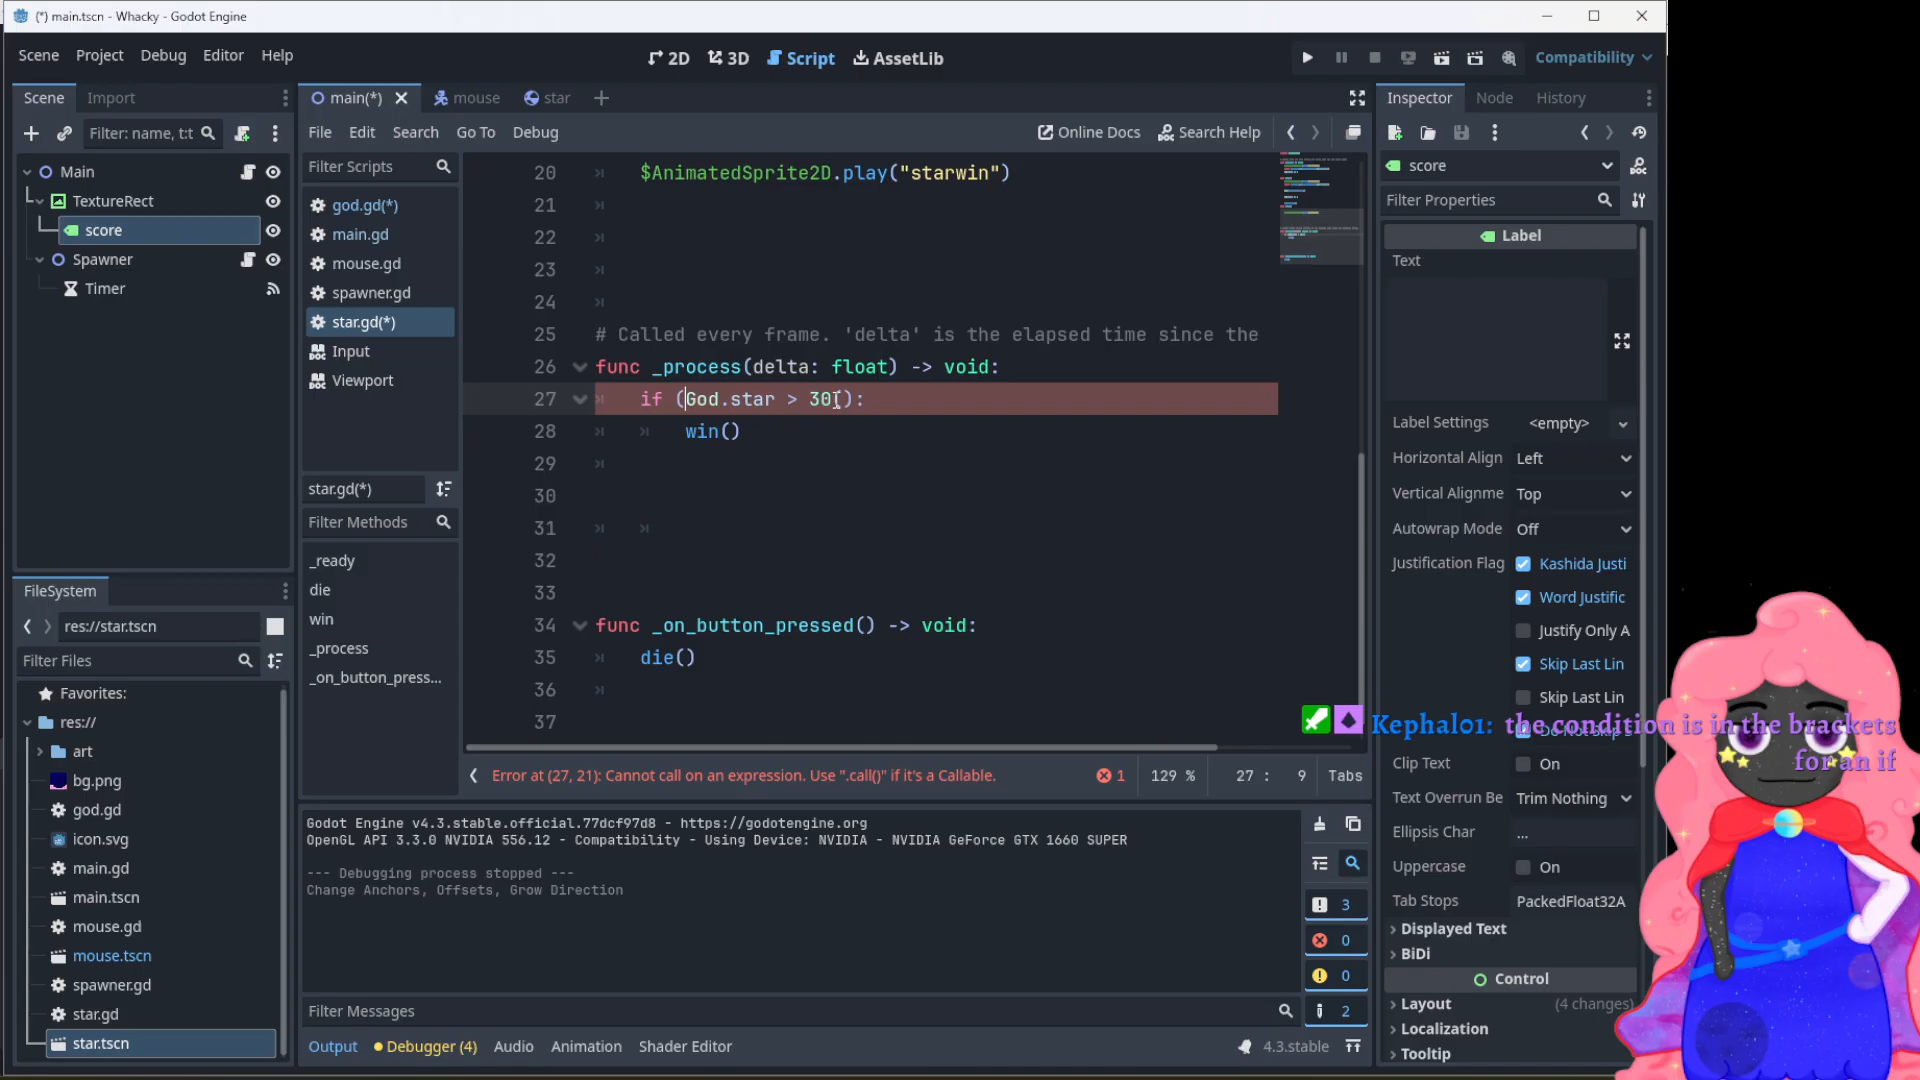 (*) main.tscn - Whacky - Godot Engine
Scene Project Debug Editor Help
2D 3D Script AssetLib
Compatibility
Scene Import
main(*) mouse star
Inspector Node History
Filter: name, t:t
File Edit Search Go To Debug
Online Docs Search Help
Main
TextureRect
score
Spawner
Timer
Filter Scripts
god.gd(*)
main.gd
mouse.gd
spawner.gd
star.gd(*)
Input
Viewport
star.gd(*)
Filter Methods
_ready
die
win
_process
_on_button_press...
20 $AnimatedSprite2D.play("starwin")
21
22
23
24
25 # Called every frame. 'delta' is the elapsed time since the
26 func _process(delta: float) -> void:
27 if (God.star > 30():
28 win()
29
30
31
32
33
34 func _on_button_pressed() -> void:
35 die()
36
37
Error at (27, 21): Cannot call on an expression. Use ".call()" if it's a Callable.
1 129 % 27 : 9 Tabs
Godot Engine v4.3.stable.official.77dcf97d8 - https://godotengine.org
OpenGL API 3.3.0 NVIDIA 556.12 - Compatibility - Using Device: NVIDIA - NVIDIA GeForce GTX 1660 SUPER
--- Debugging process stopped ---
Change Anchors, Offsets, Grow Direction
3
0
0
2
Filter Messages
Output Debugger (4) Audio Animation Shader Editor
4.3.stable
FileSystem
res://star.tscn
Filter Files
Favorites:
res://
art
bg.png
god.gd
icon.svg
main.gd
main.tscn
mouse.gd
mouse.tscn
spawner.gd
star.gd
star.tscn
score
Filter Properties
Label
Text
Label Settings <empty>
Horizontal Align Left
Vertical Alignme Top
Autowrap Mode Off
Justification Flag Kashida Justi
Word Justific
Justify Only A
Skip Last Lin
Skip Last Lin
Do Not Skip S
Kephal01: the condition is in the brackets
for an if
Clip Text On
Text Overrun Be Trim Nothing
Ellipsis Char ...
Uppercase On
Tab Stops PackedFloat32A
Displayed Text
BiDi
Control
Layout (4 changes)
Localization
Tooltip